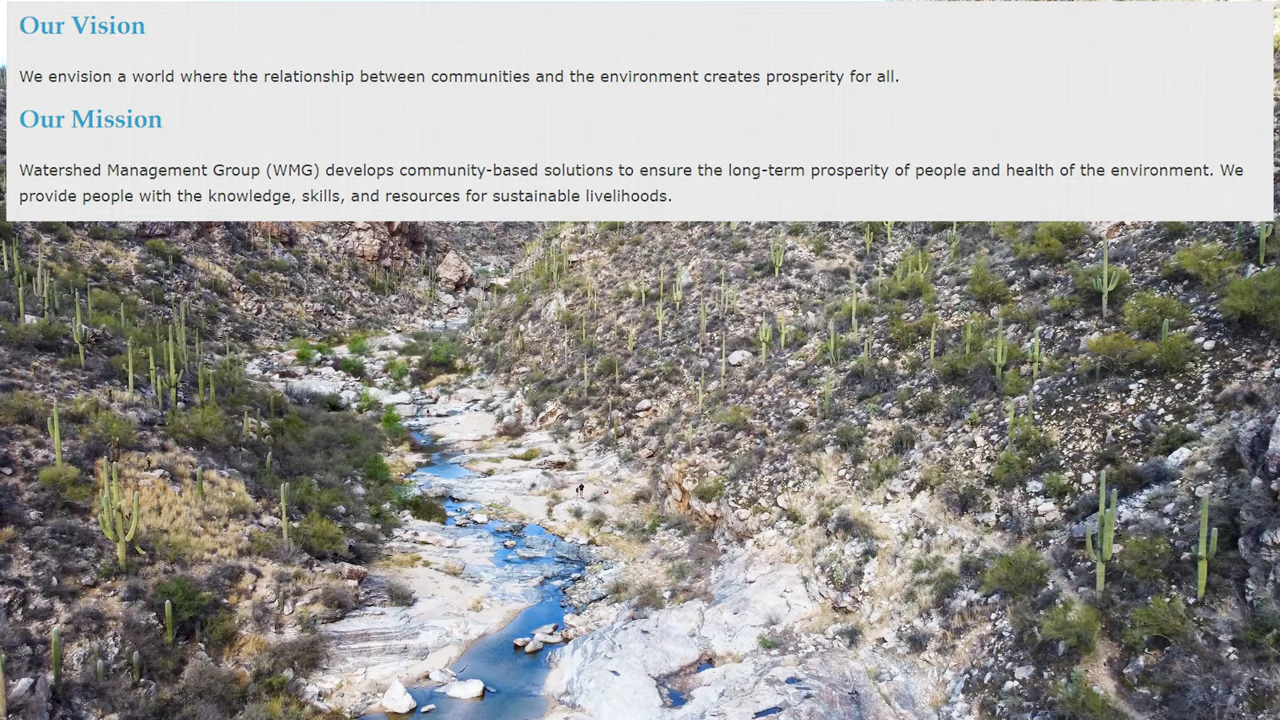 Our Vision
We envision a world where the relationship between communities and the environment creates prosperity for all.
Our Mission
Watershed Management Group (WMG) develops community-based solutions to ensure the long-term prosperity of people and health of the environment. We
provide people with the knowledge, skills, and resources for sustainable livelihoods.